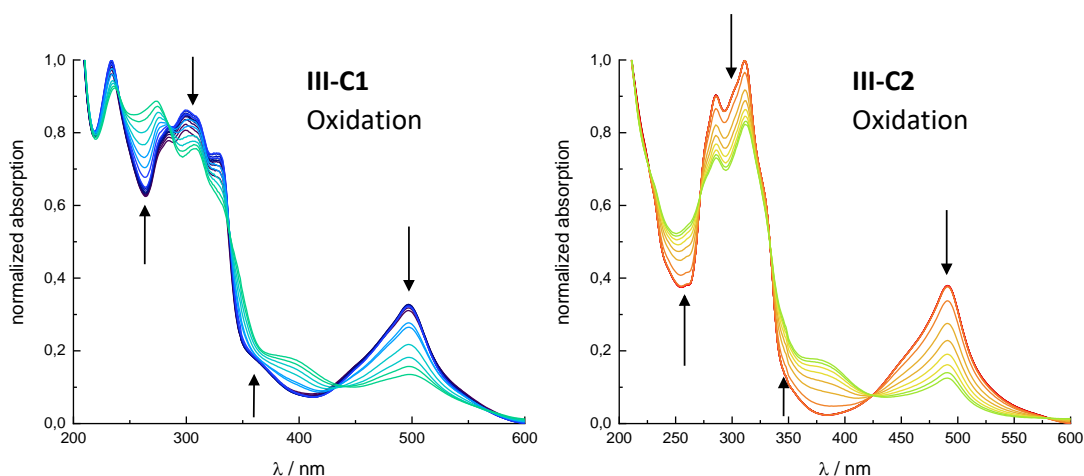 III-C1
Oxidation
normalized absorption
1,0
0,8
0,6
0,4
0,2
0,0
200 300 400 500 600
λ / nm
III-C2
Oxidation
normalized absorption
1,0
0,8
0,6
0,4
0,2
0,0
200 250 300 350 400 450 500 550 600
λ / nm